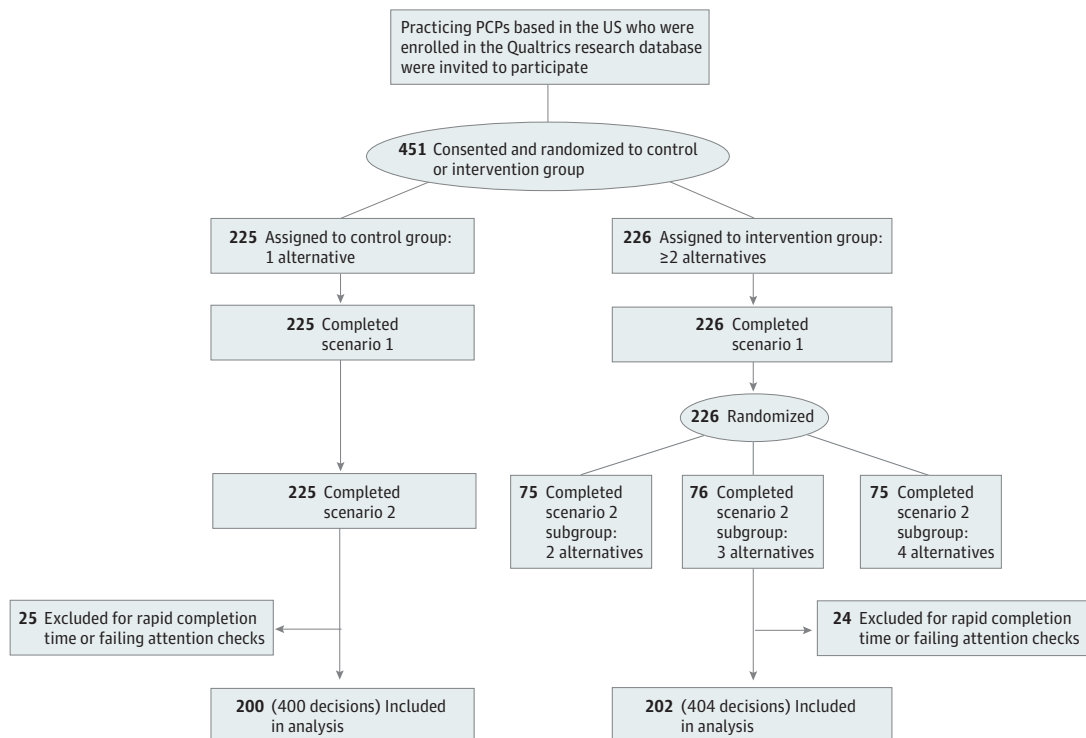 Practicing PCPs based in the US who were
enrolled in the Qualtrics research database
were invited to participate
451 Consented and randomized to control
or intervention group
225 Assigned to control group:
1 alternative
226 Assigned to intervention group:
≥2 alternatives
225 Completed
scenario 1
226 Completed
scenario 1
226 Randomized
225 Completed
scenario 2
75 Completed
scenario 2
subgroup:
2 alternatives
76 Completed
scenario 2
subgroup:
3 alternatives
75 Completed
scenario 2
subgroup:
4 alternatives
25 Excluded for rapid completion
time or failing attention checks
24 Excluded for rapid completion
time or failing attention checks
200 (400 decisions) Included
in analysis
202 (404 decisions) Included
in analysis